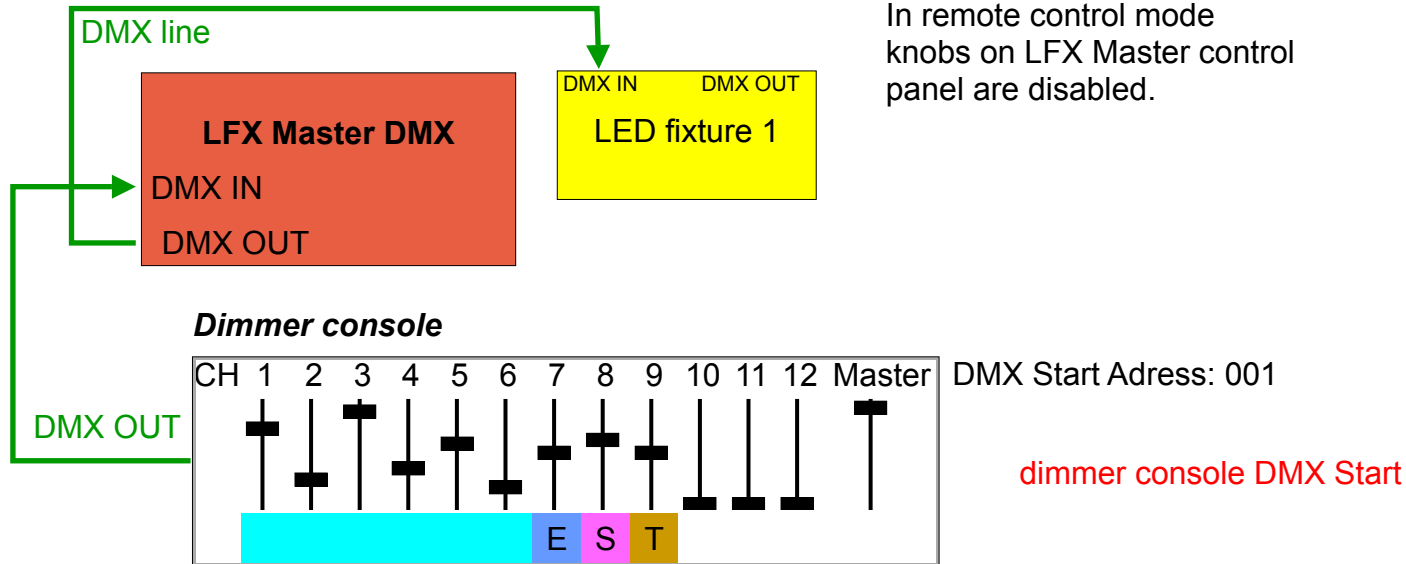 In remote control mode
knobs on LFX Master control
panel are disabled.
DMX line
DMX IN DMX OUT
LED fixture 1
LFX Master DMX
DMX IN
DMX OUT
Dimmer console
CH 1 2 3 4 5 6 7 8 9 10 11 12 Master
DMX Start Adress: 001
DMX OUT
dimmer console DMX Start
E S T